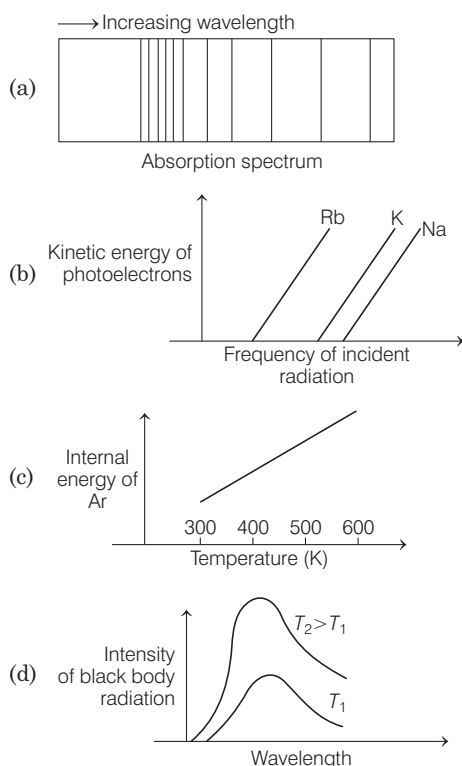 Increasing wavelength
(a)
Absorption spectrum
Rb
K
Na
Kinetic energy of
photoelectrons
(b)
Frequency of incident
radiation
(c)
Internal
energy of
Ar
300 400 500 600
Temperature (K)
(d)
Intensity
of black body
radiation
T₂>T₁
T₁
Wavelength